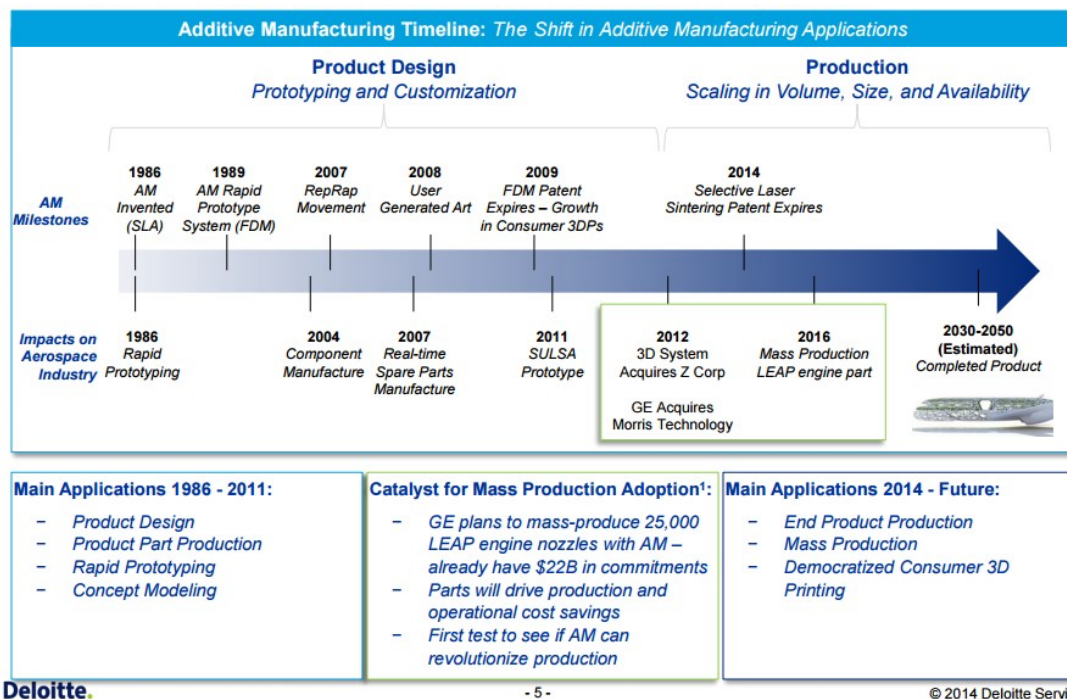 Additive Manufacturing Timeline: The Shift in Additive Manufacturing Applications
Product Design
Prototyping and Customization
Production
Scaling in Volume, Size, and Availability
AM
Milestones
1986
AM
Invented
(SLA)
1989
AM Rapid
Prototype
System (FDM)
2007
RepRap
Movement
2008
User
Generated Art
2009
FDM Patent
Expires – Growth
in Consumer 3DPs
2014
Selective Laser
Sintering Patent Expires
Impacts on
Aerospace
Industry
1986
Rapid
Prototyping
2004
Component
Manufacture
2007
Real-time
Spare Parts
Manufacture
2011
SULSA
Prototype
2012
3D System
Acquires Z Corp
GE Acquires
Morris Technology
2016
Mass Production
LEAP engine part
2030-2050
(Estimated)
Completed Product
Main Applications 1986 - 2011:
− Product Design
− Product Part Production
− Rapid Prototyping
− Concept Modeling
Catalyst for Mass Production Adoption¹:
− GE plans to mass-produce 25,000
LEAP engine nozzles with AM –
already have $22B in commitments
− Parts will drive production and
operational cost savings
− First test to see if AM can
revolutionize production
Main Applications 2014 - Future:
− End Product Production
− Mass Production
− Democratized Consumer 3D
Printing
Deloitte.
- 5 -
© 2014 Deloitte Servi